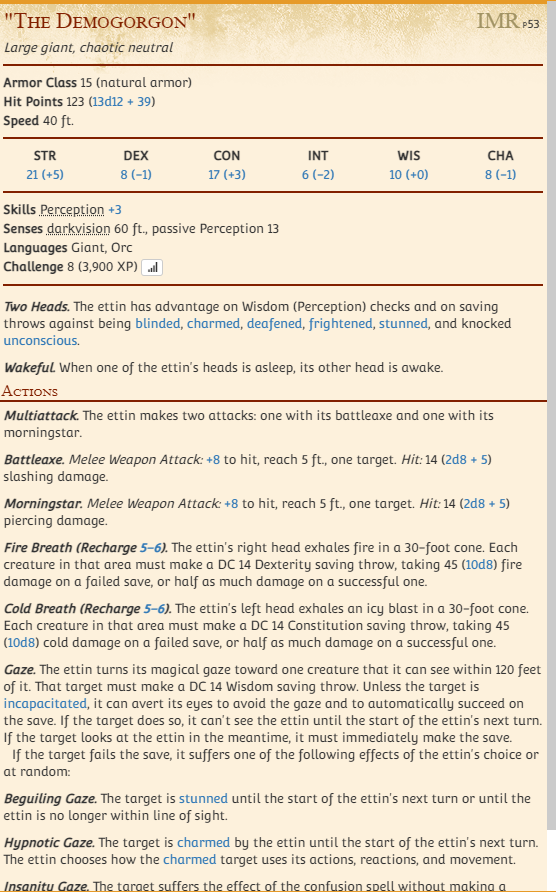 "The Demogorgon"
IMR P53
Large giant, chaotic neutral
Armor Class 15 (natural armor)
Hit Points 123 (13d12 + 39)
Speed 40 ft.
STR DEX CON INT WIS CHA
21 (+5) 8 (−1) 17 (+3) 6 (−2) 10 (+0) 8 (−1)
Skills Perception +3
Senses darkvision 60 ft., passive Perception 13
Languages Giant, Orc
Challenge 8 (3,900 XP)
Two Heads. The ettin has advantage on Wisdom (Perception) checks and on saving
throws against being blinded, charmed, deafened, frightened, stunned, and knocked
unconscious.
Wakeful. When one of the ettin's heads is asleep, its other head is awake.
Actions
Multiattack. The ettin makes two attacks: one with its battleaxe and one with its
morningstar.
Battleaxe. Melee Weapon Attack: +8 to hit, reach 5 ft., one target. Hit: 14 (2d8 + 5)
slashing damage.
Morningstar. Melee Weapon Attack: +8 to hit, reach 5 ft., one target. Hit: 14 (2d8 + 5)
piercing damage.
Fire Breath (Recharge 5–6). The ettin's right head exhales fire in a 30-foot cone. Each
creature in that area must make a DC 14 Dexterity saving throw, taking 45 (10d8) fire
damage on a failed save, or half as much damage on a successful one.
Cold Breath (Recharge 5–6). The ettin's left head exhales an icy blast in a 30-foot cone.
Each creature in that area must make a DC 14 Constitution saving throw, taking 45
(10d8) cold damage on a failed save, or half as much damage on a successful one.
Gaze. The ettin turns its magical gaze toward one creature that it can see within 120 feet
of it. That target must make a DC 14 Wisdom saving throw. Unless the target is
incapacitated, it can avert its eyes to avoid the gaze and to automatically succeed on
the save. If the target does so, it can't see the ettin until the start of the ettin's next turn.
If the target looks at the ettin in the meantime, it must immediately make the save.
If the target fails the save, it suffers one of the following effects of the ettin's choice or
at random:
Beguiling Gaze. The target is stunned until the start of the ettin's next turn or until the
ettin is no longer within line of sight.
Hypnotic Gaze. The target is charmed by the ettin until the start of the ettin's next turn.
The ettin chooses how the charmed target uses its actions, reactions, and movement.
Insanity Gaze. The target suffers the effect of the confusion spell without making a